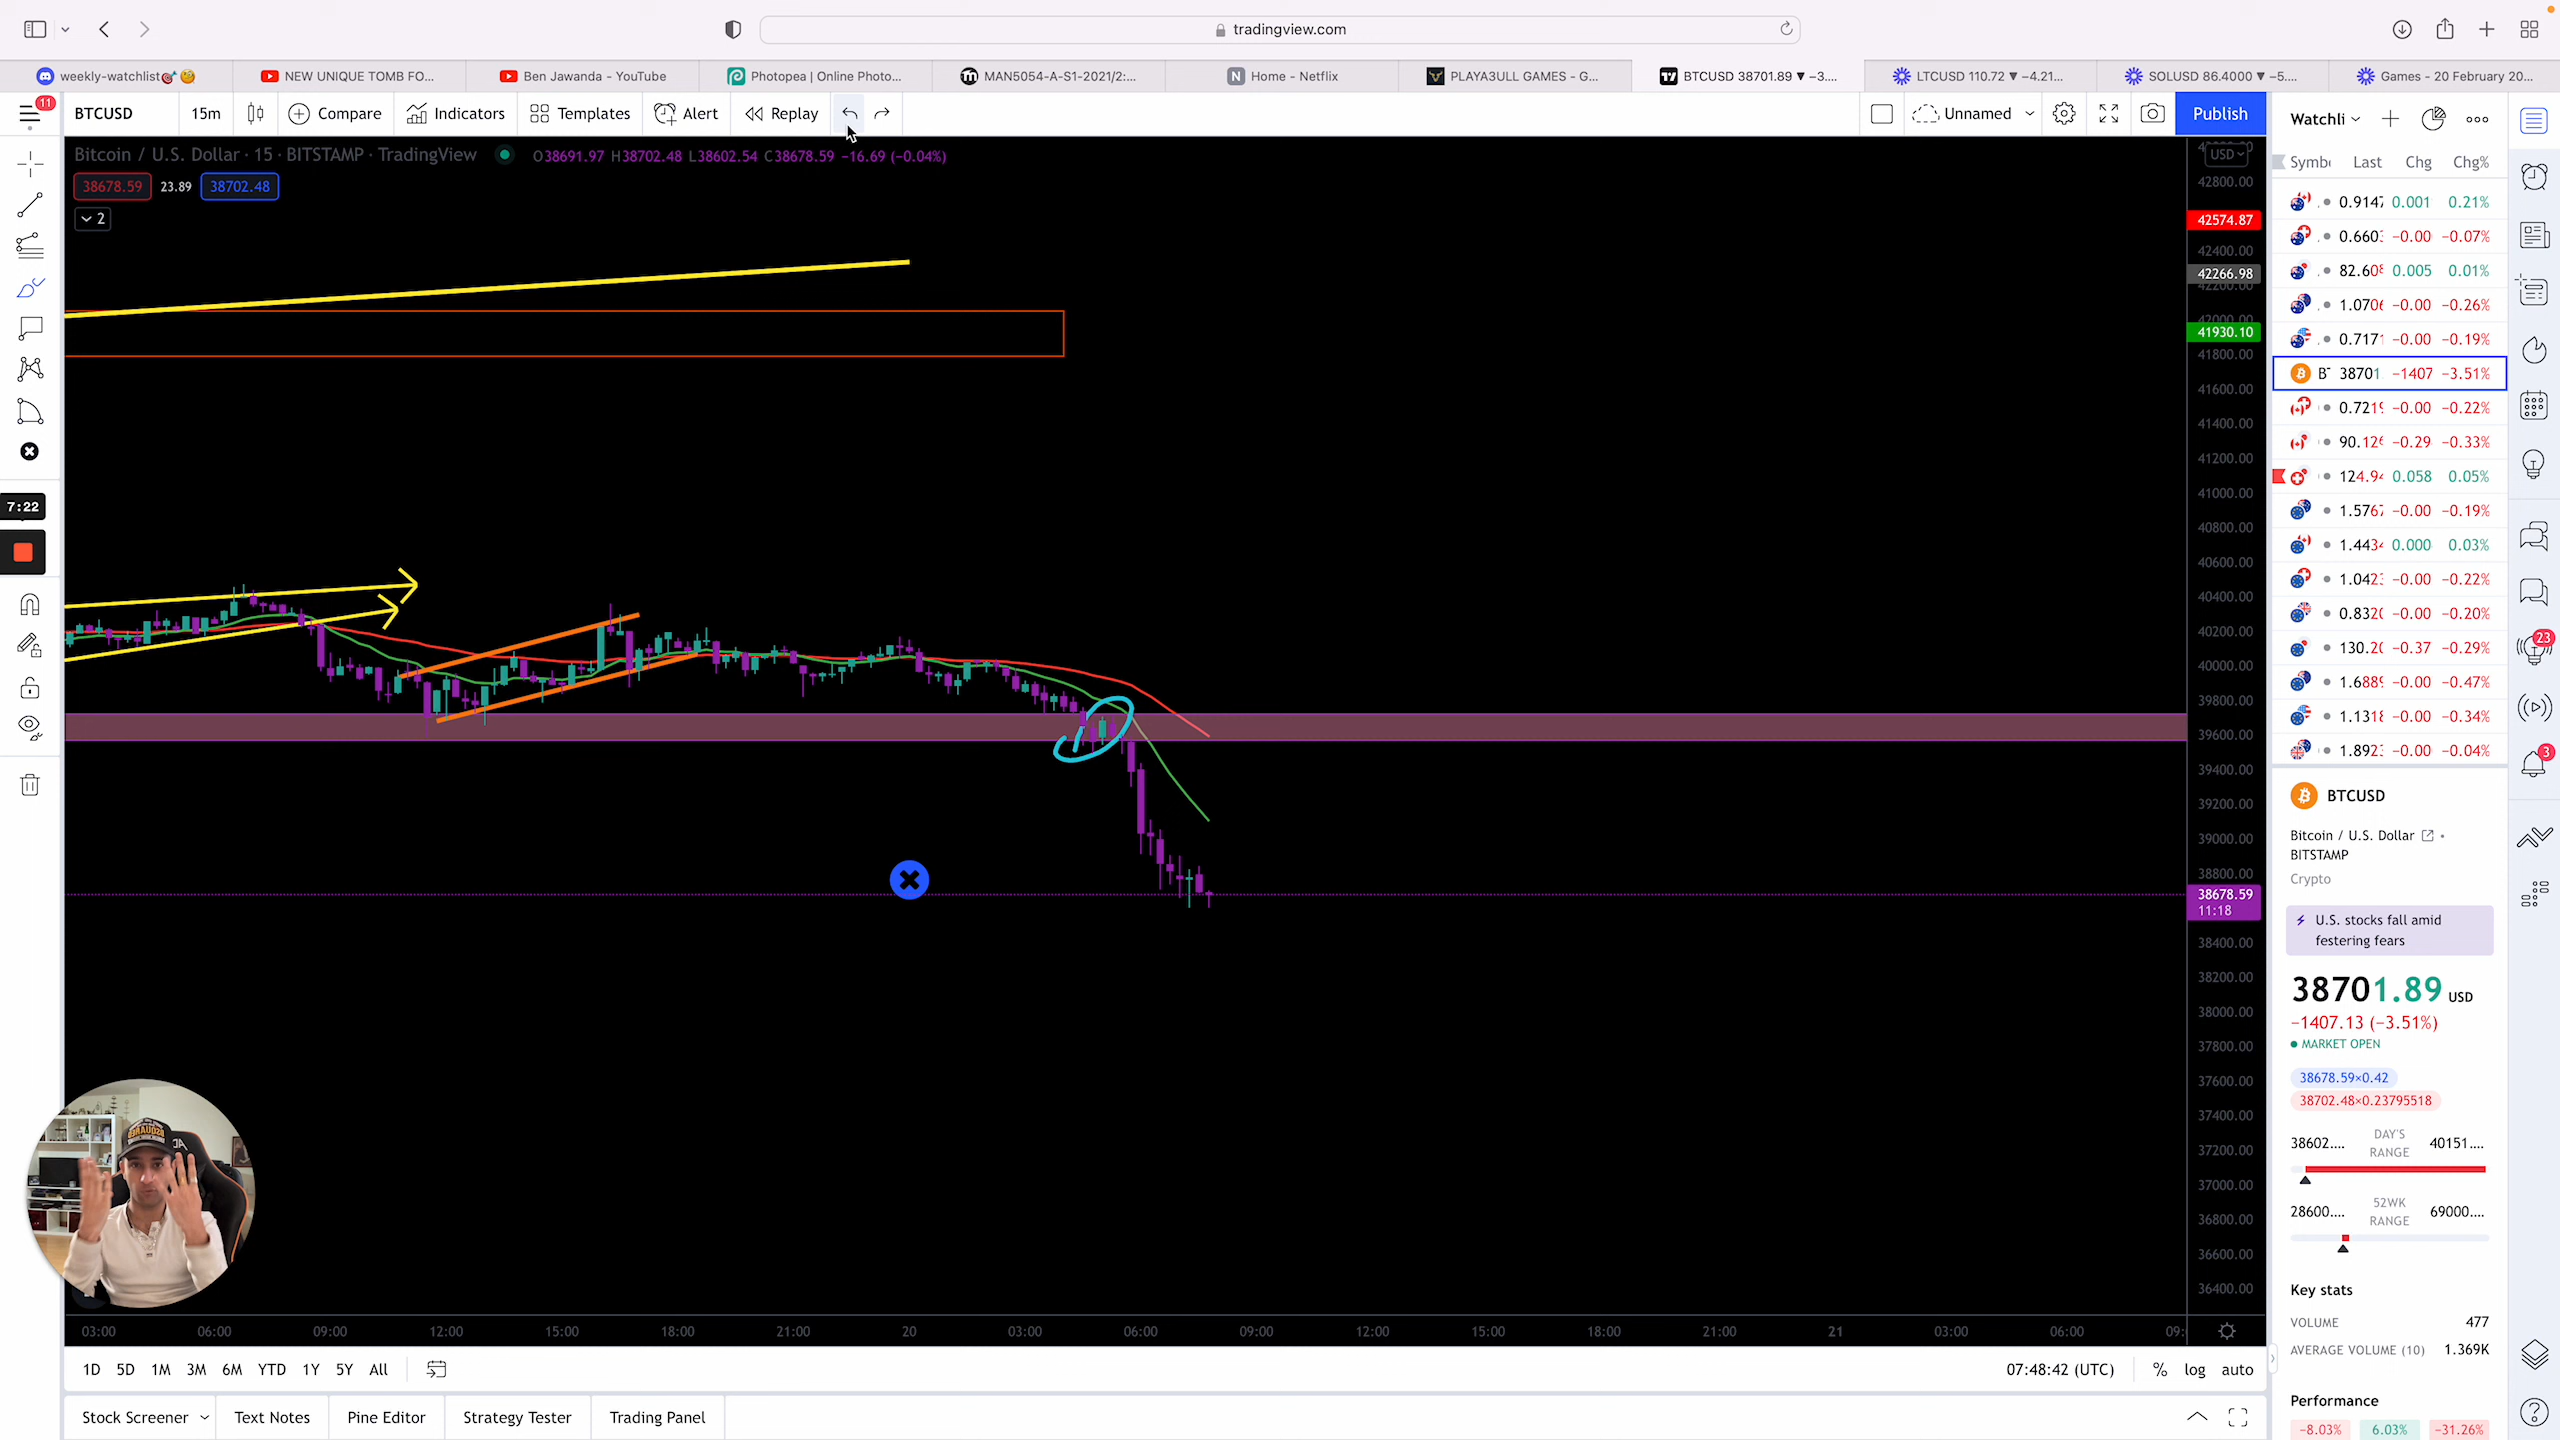 tradingview.com
weekly-watchlist🎯🧐
NEW UNIQUE TOMB FO...
Ben Jawanda - YouTube
Photopea | Online Photo...
MAN5054-A-S1-2021/2:...
Home - Netflix
PLAYA3ULL GAMES - G...
BTCUSD 38701.89 ▼ −3....
LTCUSD 110.72 ▼ −4.21...
SOLUSD 86.4000 ▼ −5....
Games - 20 February 20...
11
BTCUSD
15m
Compare
Indicators
Templates
Alert
Replay
Unnamed
Publish
Watchli
Bitcoin / U.S. Dollar · 15 · BITSTAMP · TradingView
O38691.97 H38702.48 L38602.54 C38678.59 −16.69 (−0.04%)
38678.59 23.89 38702.48
2
USD
42800.00
42574.87
42400.00
42266.98
42200.00
42000.00
41930.10
41800.00
41600.00
41400.00
41200.00
41000.00
40800.00
40600.00
40400.00
40200.00
40000.00
39800.00
39600.00
39400.00
39200.00
39000.00
38800.00
38678.59
11:18
38400.00
38200.00
38000.00
37800.00
37600.00
37400.00
37200.00
37000.00
36800.00
36600.00
36400.00
7:22
03:00 06:00 09:00 12:00 15:00 18:00 21:00 20 03:00 06:00 09:00 12:00 15:00 18:00 21:00 21 03:00 06:00 09:
1D 5D 1M 3M 6M YTD 1Y 5Y All
07:48:42 (UTC) % log auto
Stock Screener
Text Notes
Pine Editor
Strategy Tester
Trading Panel
Symb Last Chg Chg%
0.914 0.001 0.21%
0.660 −0.00 −0.07%
82.60 0.005 0.01%
1.070 −0.00 −0.26%
0.717 −0.00 −0.19%
38701 −1407 −3.51%
0.721 −0.00 −0.22%
90.12 −0.29 −0.33%
124.9 0.058 0.05%
1.576 −0.00 −0.19%
1.443 0.000 0.03%
1.042 −0.00 −0.22%
0.832 −0.00 −0.20%
130.2 −0.37 −0.29%
1.688 −0.00 −0.47%
1.131 −0.00 −0.34%
1.892 −0.00 −0.04%
23
3
BTCUSD
Bitcoin / U.S. Dollar
BITSTAMP
Crypto
U.S. stocks fall amid
festering fears
38701.89 USD
−1407.13 (−3.51%)
MARKET OPEN
38678.59×0.42
38702.48×0.23795518
38602.... DAY'S RANGE 40151....
28600.... 52WK RANGE 69000....
Key stats
VOLUME 477
AVERAGE VOLUME (10) 1.369K
Performance
−8.03% 6.03% −31.26%